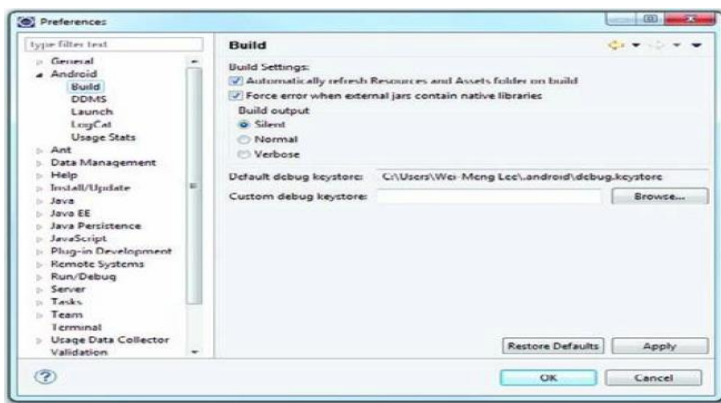 Preferences
type filter text
General
Android
Build
DDMS
Launch
LogCat
Usage Stats
Ant
Data Management
Help
Install/Update
Java
Java EE
Java Persistence
JavaScript
Plug-in Development
Remote Systems
Run/Debug
Server
Tasks
Team
Terminal
Usage Data Collector
Validation
Build
Build Settings:
Automatically refresh Resources and Assets folder on build
Force error when external jars contain native libraries
Build output
Silent
Normal
Verbose
Default debug keystore: C:\Users\Wei-Meng Lee\.android\debug.keystore
Custom debug keystore:
Browse...
Restore Defaults
Apply
OK
Cancel